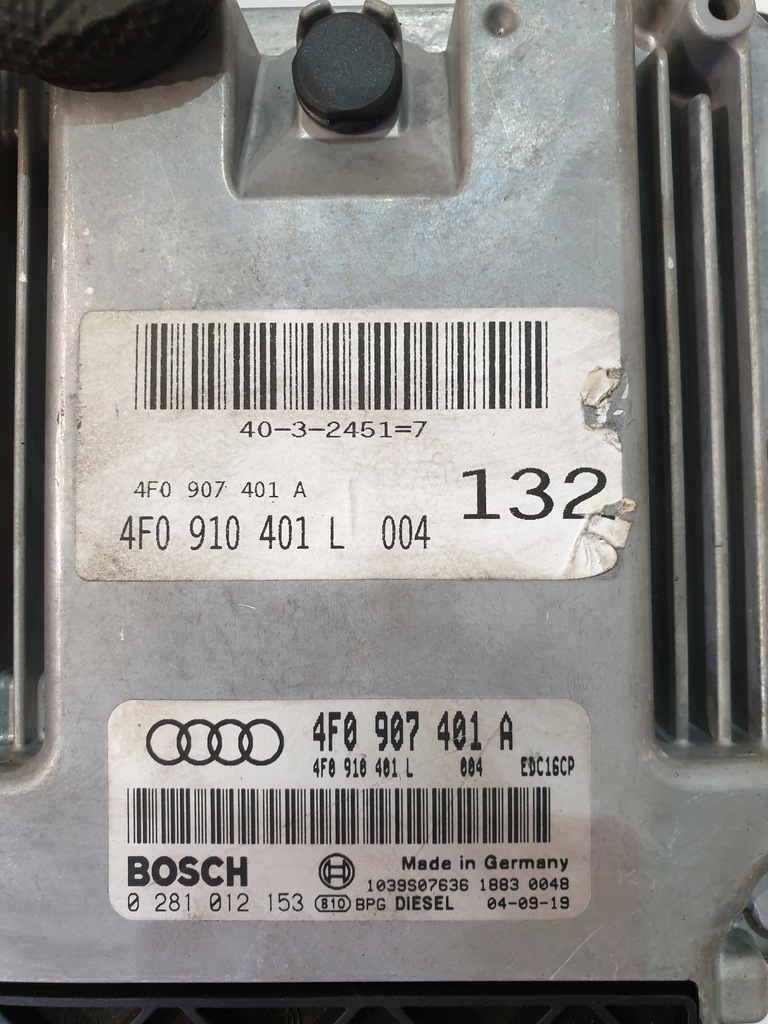 40-3-2451=7
4F0 907 401 A
132
4F0 910 401 L 004
4F0 907 401 A
4F0 910 401 L 004 EDC16CP
BOSCH Made in Germany
1039S07636 1883 0048
0 281 012 153 810 BPG DIESEL 04-09-19